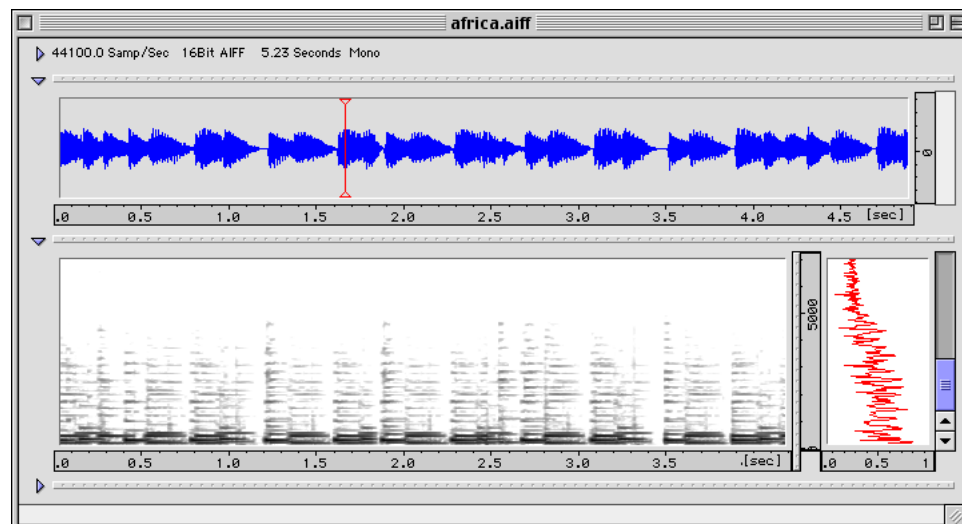 africa.aiff
44100.0 Samp/Sec 16Bit AIFF 5.23 Seconds Mono
0
.0 0.5 1.0 1.5 2.0 2.5 3.0 3.5 4.0 4.5 [sec]
5000
0
.0 0.5 1.0 1.5 2.0 2.5 3.0 3.5 .[sec]
.0 0.5 1